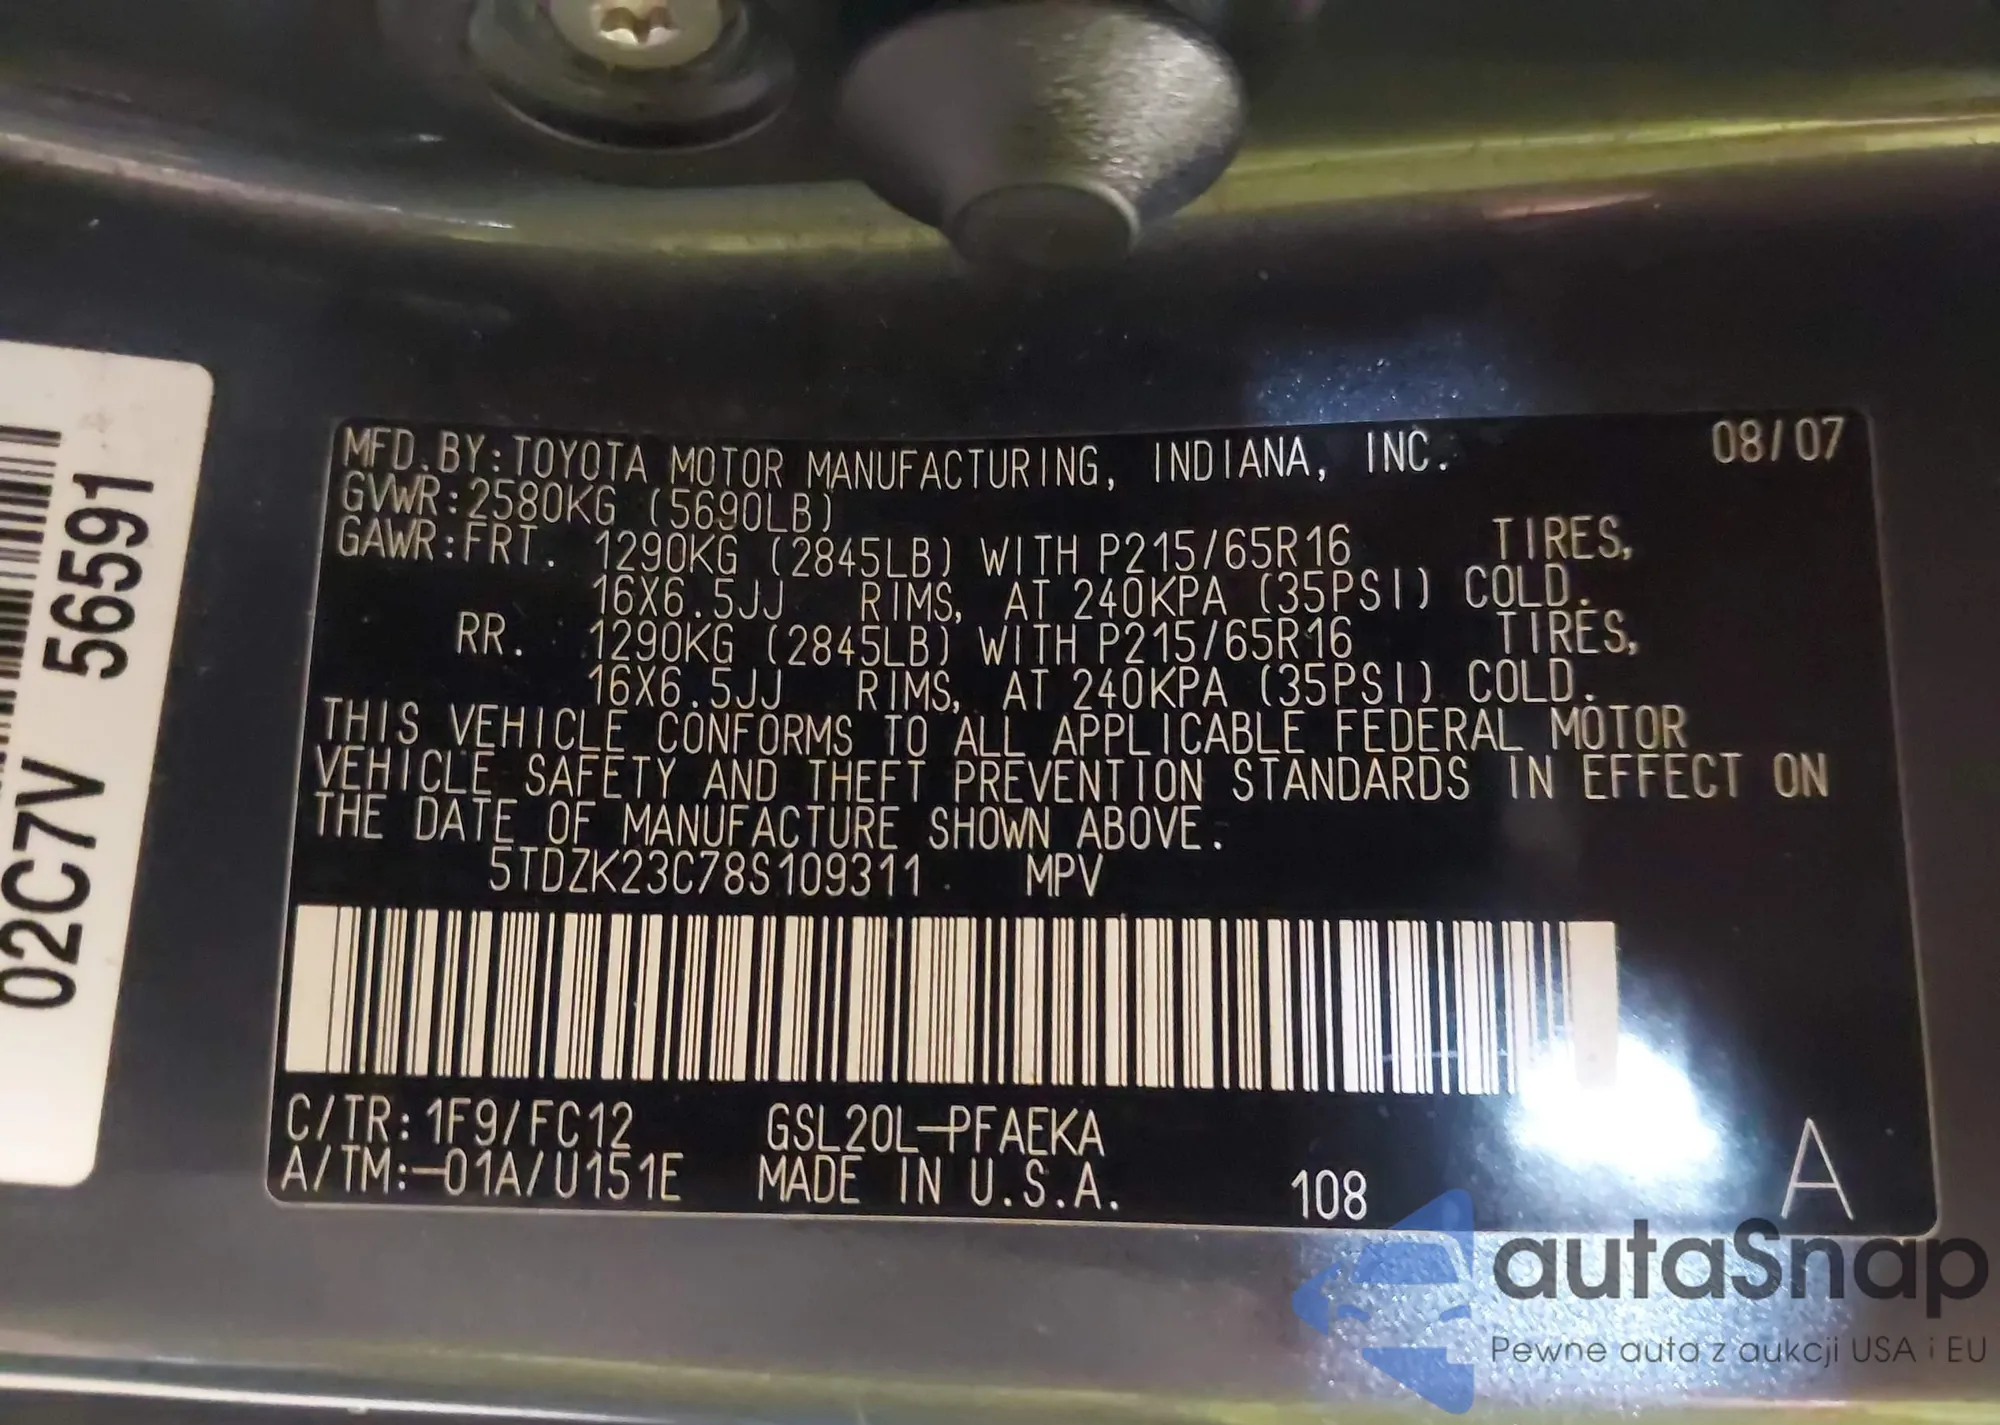 MFD.BY:TOYOTA MOTOR MANUFACTURING, INDIANA, INC. 08/07
GVWR:2580KG (5690LB)
GAWR:FRT. 1290KG (2845LB) WITH P215/65R16 TIRES,
16X6.5JJ RIMS, AT 240KPA (35PSI) COLD.
RR. 1290KG (2845LB) WITH P215/65R16 TIRES,
16X6.5JJ RIMS, AT 240KPA (35PSI) COLD.
THIS VEHICLE CONFORMS TO ALL APPLICABLE FEDERAL MOTOR
VEHICLE SAFETY AND THEFT PREVENTION STANDARDS IN EFFECT ON
THE DATE OF MANUFACTURE SHOWN ABOVE.
5TDZK23C78S109311 MPV
C/TR:1F9/FC12 GSL20L-PFAEKA
A/TM:-01A/U151E MADE IN U.S.A. 108 A
02C7V 56591
autaSnap
Pewne auta z aukcji USA i EU